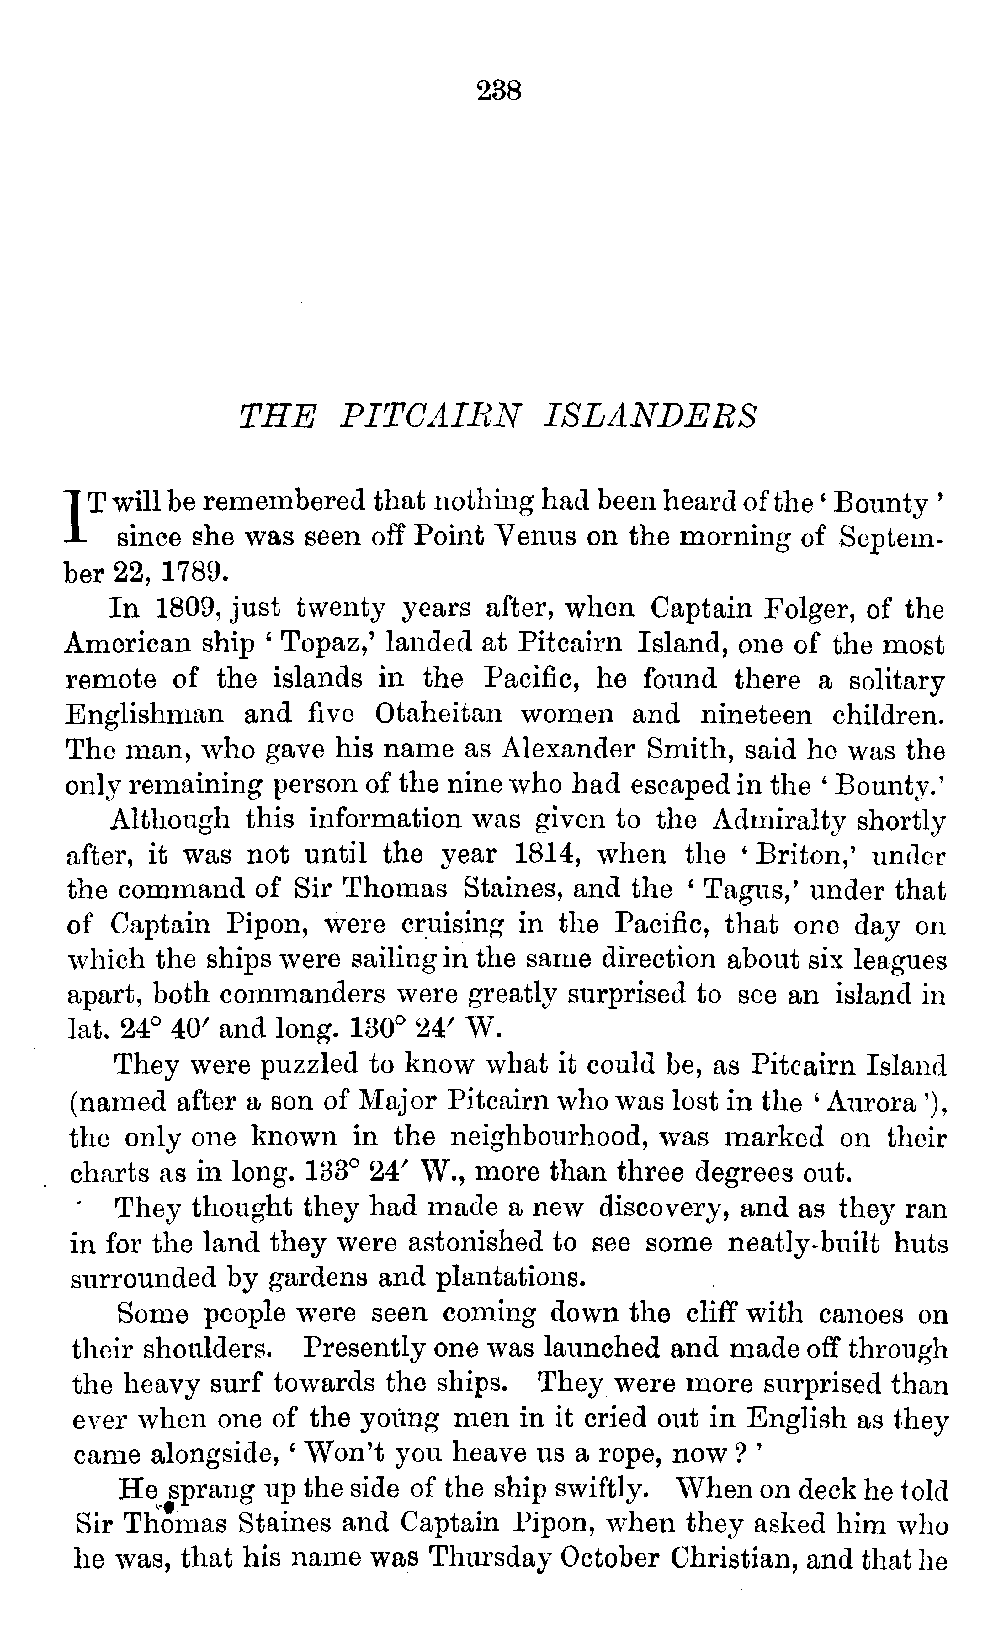 238
THE PITCAIRN ISLANDERS
IT will be remembered that nothing had been heard of the ‘ Bounty ’
since she was seen off Point Venus on the morning of Septem-
ber 22, 1789.
In 1809, just twenty years after, when Captain Folger, of the
American ship ‘ Topaz,’ landed at Pitcairn Island, one of the most
remote of the islands in the Pacific, he found there a solitary
Englishman and five Otaheitan women and nineteen children.
The man, who gave his name as Alexander Smith, said he was the
only remaining person of the nine who had escaped in the ‘ Bounty.’
Although this information was given to the Admiralty shortly
after, it was not until the year 1814, when the ‘ Briton,’ under
the command of Sir Thomas Staines, and the ‘ Tagus,’ under that
of Captain Pipon, were cruising in the Pacific, that one day on
which the ships were sailing in the same direction about six leagues
apart, both commanders were greatly surprised to see an island in
lat. 24° 40′ and long. 130° 24′ W.
They were puzzled to know what it could be, as Pitcairn Island
(named after a son of Major Pitcairn who was lost in the ‘ Aurora ’),
the only one known in the neighbourhood, was marked on their
charts as in long. 133° 24′ W., more than three degrees out.
They thought they had made a new discovery, and as they ran
in for the land they were astonished to see some neatly-built huts
surrounded by gardens and plantations.
Some people were seen coming down the cliff with canoes on
their shoulders. Presently one was launched and made off through
the heavy surf towards the ships. They were more surprised than
ever when one of the young men in it cried out in English as they
came alongside, ‘ Won’t you heave us a rope, now ? ’
He sprang up the side of the ship swiftly. When on deck he told
Sir Thomas Staines and Captain Pipon, when they asked him who
he was, that his name was Thursday October Christian, and that he